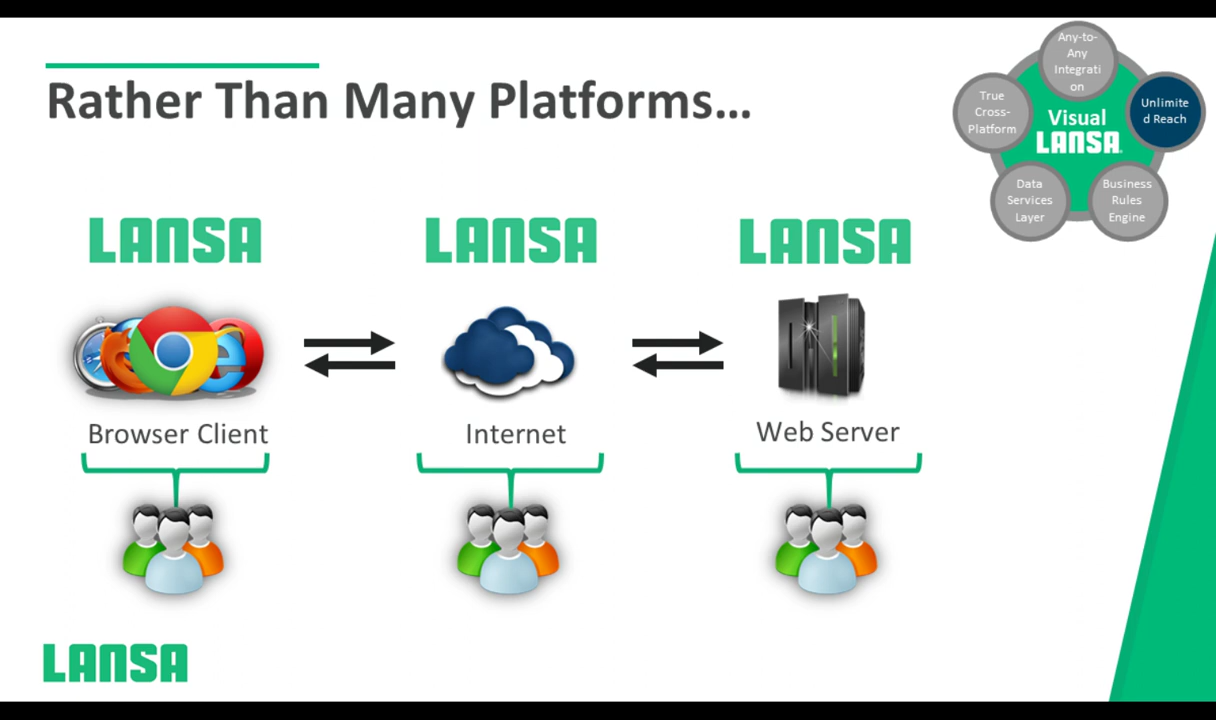 Rather Than Many Platforms...
Any-to-
Any
Integrati
on
True
Cross-
Platform
Unlimite
d Reach
Visual
LANSA
Data
Services
Layer
Business
Rules
Engine
LANSA
LANSA
LANSA
Browser Client
Internet
Web Server
LANSA